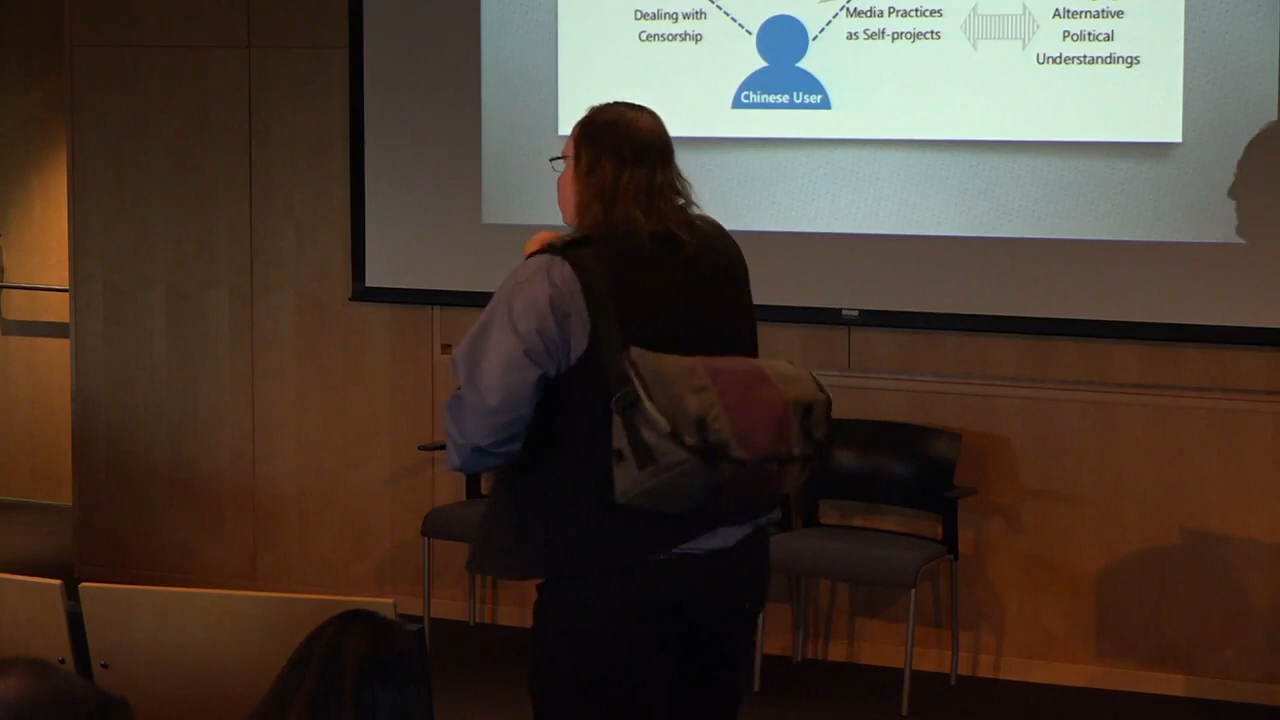 Dealing with
Censorship
Media Practices
as Self-projects
Alternative
Political
Understandings
Chinese User